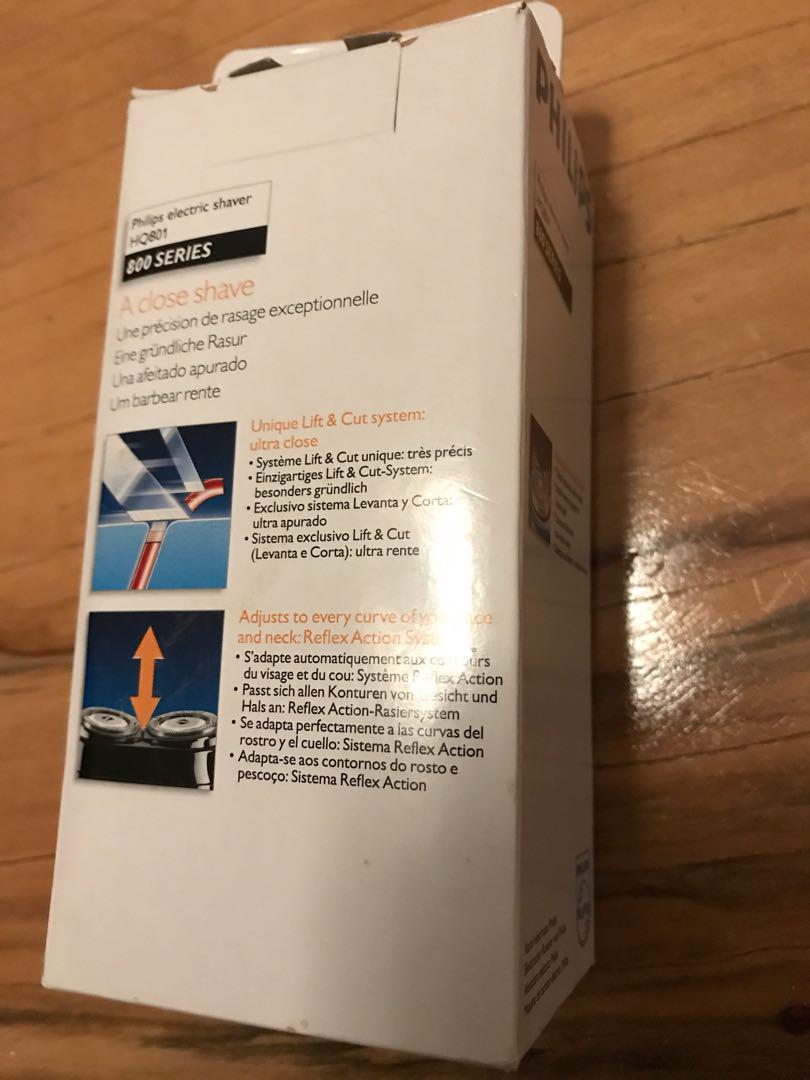 Philips electric shaver
HQ801
800 SERIES
A close shave
Une précision de rasage exceptionnelle
Eine gründliche Rasur
Una afeitado apurado
Um barbear rente
Unique Lift & Cut system:
ultra close
• Système Lift & Cut unique: très précis
• Einzigartiges Lift & Cut-System:
besonders gründlich
• Exclusivo sistema Levanta y Corta:
ultra apurado
• Sistema exclusivo Lift & Cut
(Levanta e Corta): ultra rente
Adjusts to every curve of
and neck: Reflex Action
• S'adapte automatiquement aux
du visage et du cou: Système Action
• Passt sich allen Konturen von und
Hals an: Reflex Action-Rasiersystem
• Se adapta perfectamente a las curvas del
rostro y el cuello: Sistema Reflex Action
• Adapta-se aos contornos do rosto e
pescoço: Sistema Reflex Action
PHILIPS
800 SERIES